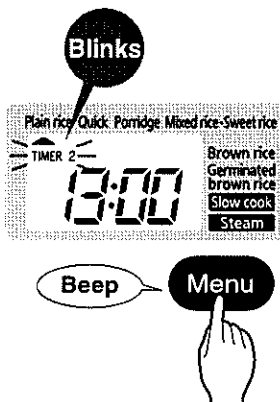 Blinks
Plain rice Quick Porridge Mixed rice·Sweet rice
TIMER 2
Brown rice
Germinated
brown rice
13:00
Slow cook
Steam
Beep
Menu